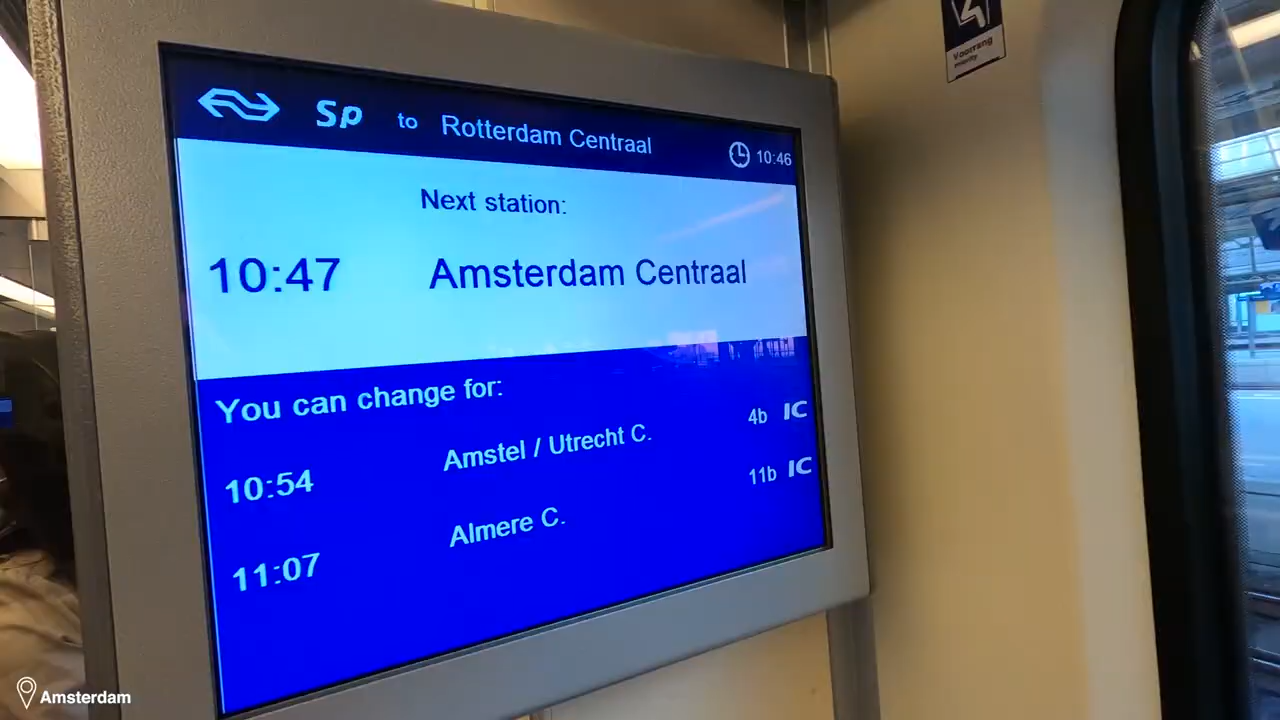 Sp to Rotterdam Centraal 10:46
Next station:
10:47 Amsterdam Centraal
You can change for:
10:54 Amstel / Utrecht C. 4b IC
11:07 Almere C. 11b IC
Voorrang
priority
Amsterdam